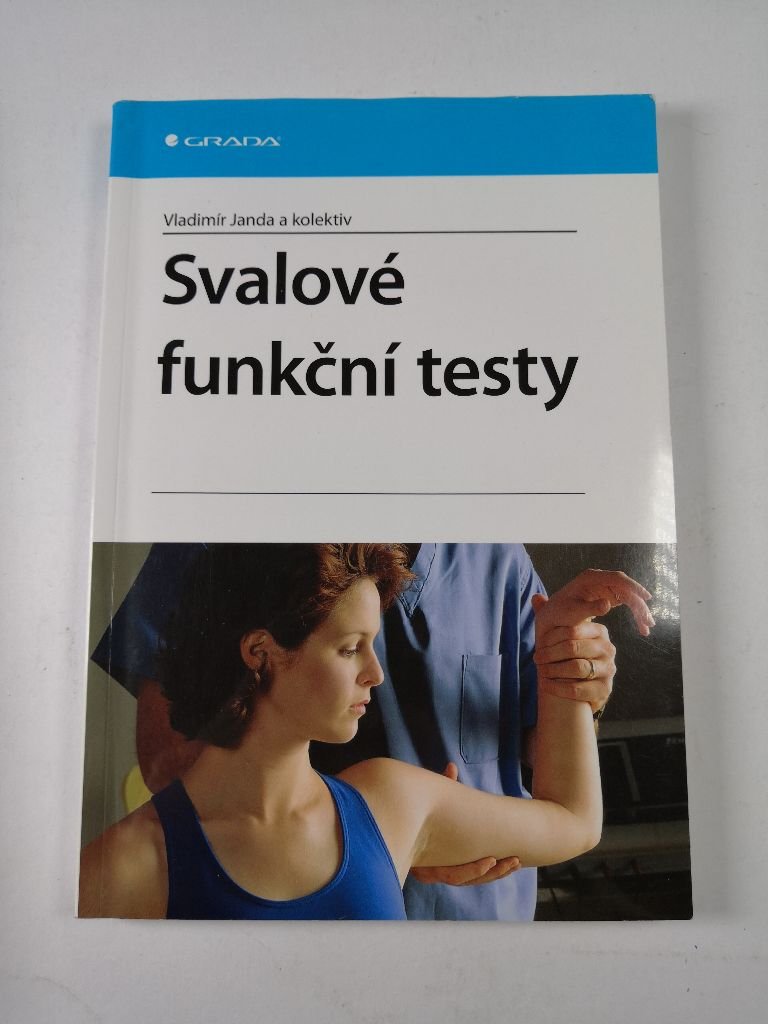 GRADA
Vladimír Janda a kolektiv
Svalové
funkční testy